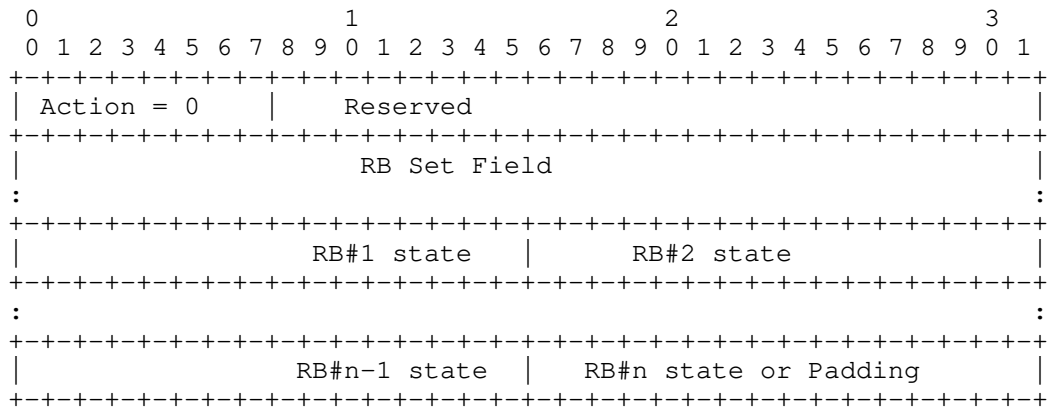 0                   1                   2                   3
 0 1 2 3 4 5 6 7 8 9 0 1 2 3 4 5 6 7 8 9 0 1 2 3 4 5 6 7 8 9 0 1
+-+-+-+-+-+-+-+-+-+-+-+-+-+-+-+-+-+-+-+-+-+-+-+-+-+-+-+-+-+-+-+-+
| Action = 0    |    Reserved                                   |
+-+-+-+-+-+-+-+-+-+-+-+-+-+-+-+-+-+-+-+-+-+-+-+-+-+-+-+-+-+-+-+-+
|                     RB Set Field                              |
:                                                               :
+-+-+-+-+-+-+-+-+-+-+-+-+-+-+-+-+-+-+-+-+-+-+-+-+-+-+-+-+-+-+-+-+
|                  RB#1 state   |      RB#2 state               |
+-+-+-+-+-+-+-+-+-+-+-+-+-+-+-+-+-+-+-+-+-+-+-+-+-+-+-+-+-+-+-+-+
:                                                               :
+-+-+-+-+-+-+-+-+-+-+-+-+-+-+-+-+-+-+-+-+-+-+-+-+-+-+-+-+-+-+-+-+
|                 RB#n-1 state  |   RB#n state or Padding       |
+-+-+-+-+-+-+-+-+-+-+-+-+-+-+-+-+-+-+-+-+-+-+-+-+-+-+-+-+-+-+-+-+